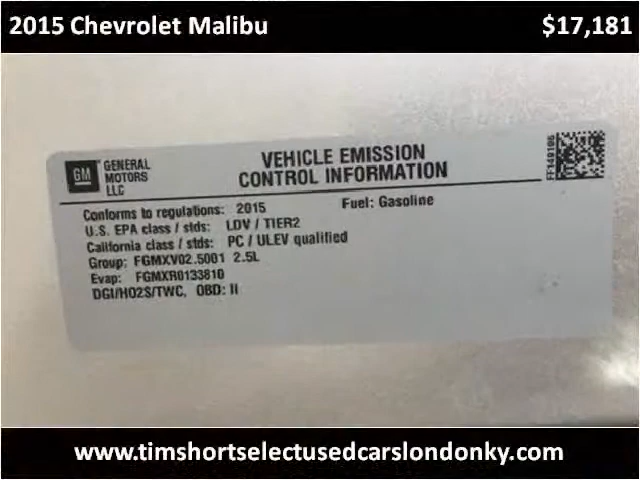 2015 Chevrolet Malibu $17,181
GM GENERAL MOTORS LLC
VEHICLE EMISSION
CONTROL INFORMATION
FF149106
Conforms to regulations: 2015 Fuel: Gasoline
U.S. EPA class / stds: LDV / TIER2
California class / stds: PC / ULEV qualified
Group: FGMXV02.5001 2.5L
Evap: FGMXR0133810
DGI/HO2S/TWC, OBD: II
www.timshortselectusedcarslondonky.com